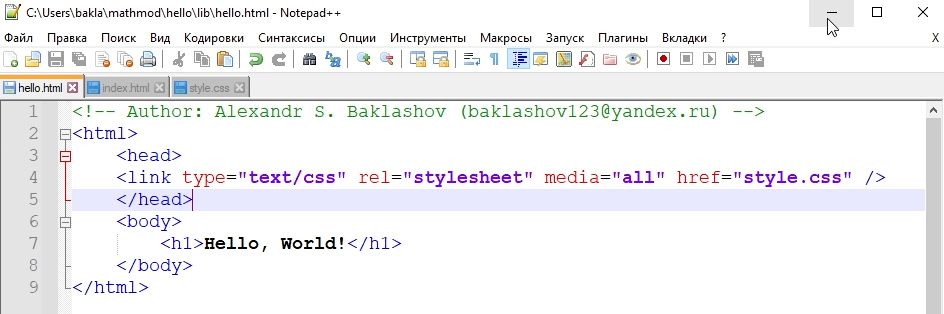 C:\Users\bakla\mathmod\hello\lib\hello.html - Notepad++
Файл Правка Поиск Вид Кодировки Синтаксисы Опции Инструменты Макросы Запуск Плагины Вкладки ? X
hello.html index.html style.css
1 <!-- Author: Alexandr S. Baklashov (baklashov123@yandex.ru) -->
2 <html>
3 <head>
4 <link type="text/css" rel="stylesheet" media="all" href="style.css" />
5 </head>
6 <body>
7 <h1>Hello, World!</h1>
8 </body>
9 </html>